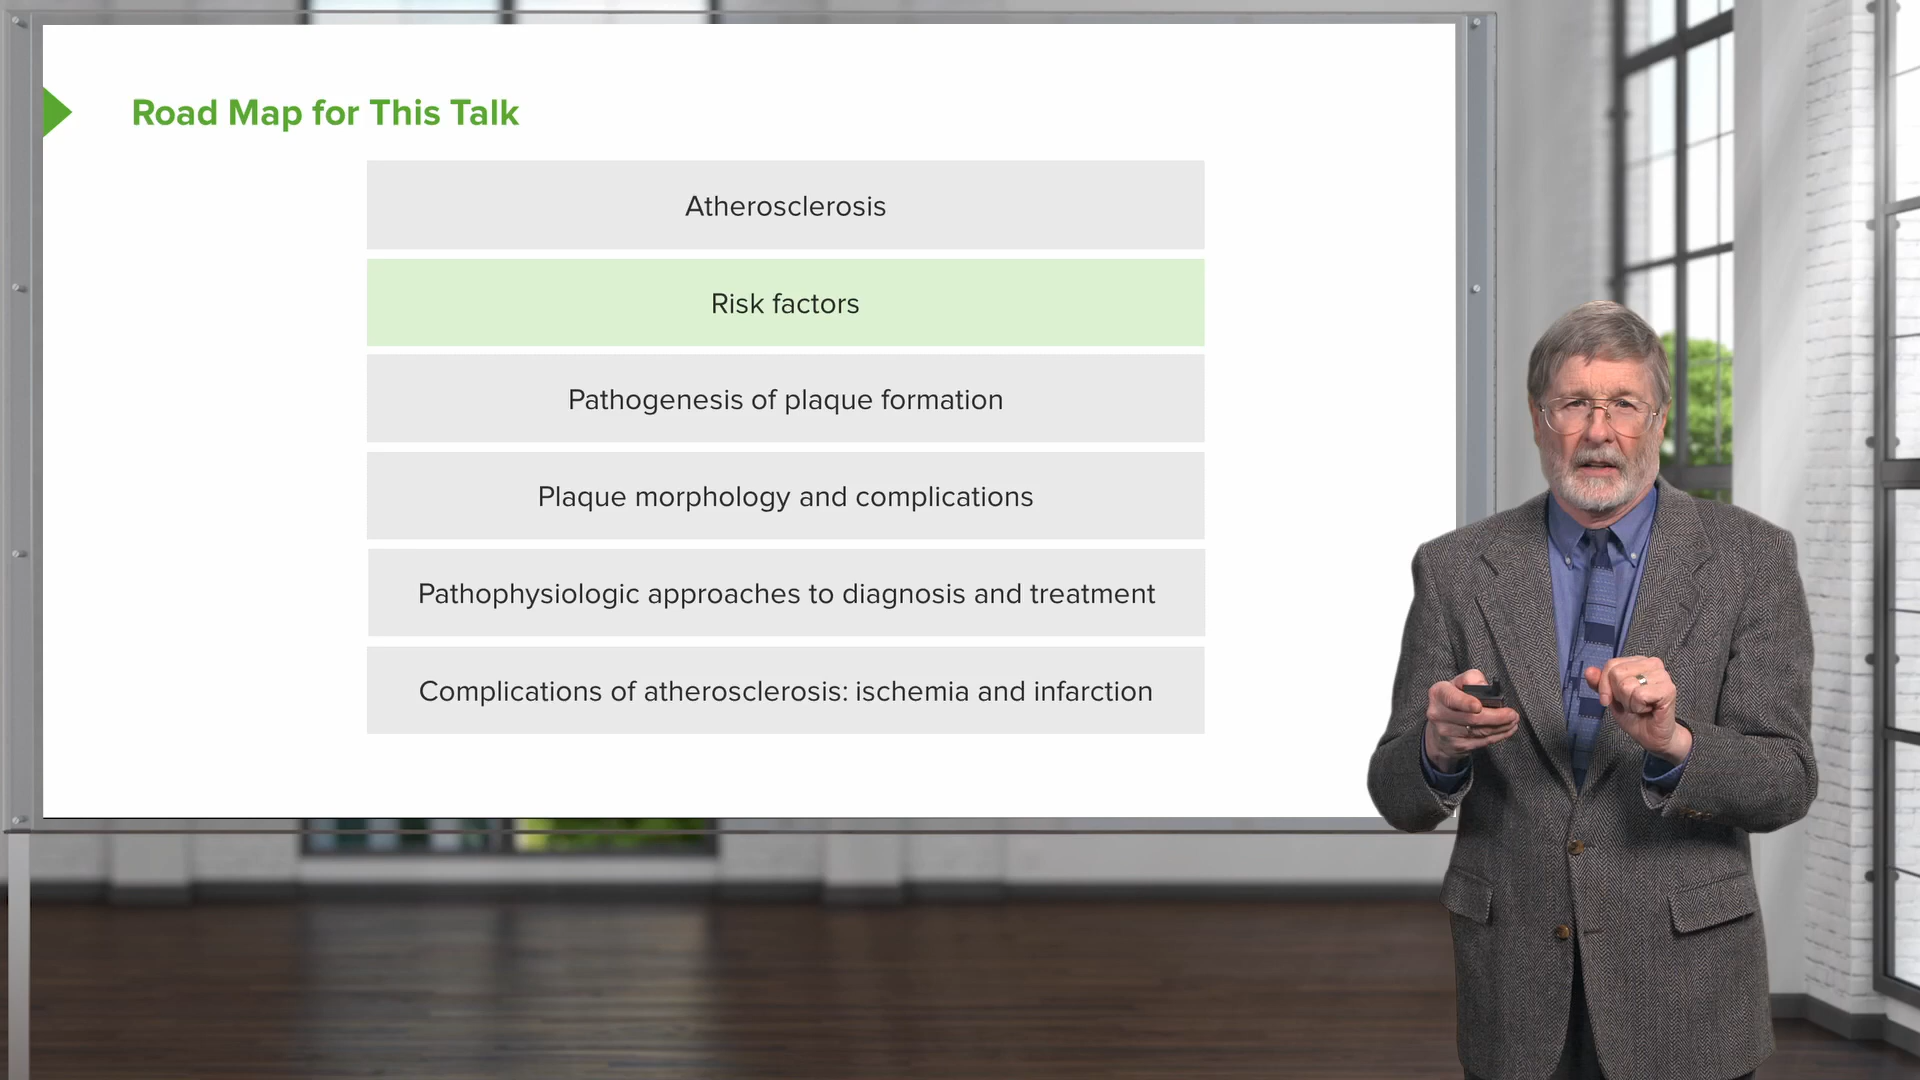 Road Map for This Talk
Atherosclerosis
Risk factors
Pathogenesis of plaque formation
Plaque morphology and complications
Pathophysiologic approaches to diagnosis and treatment
Complications of atherosclerosis: ischemia and infarction